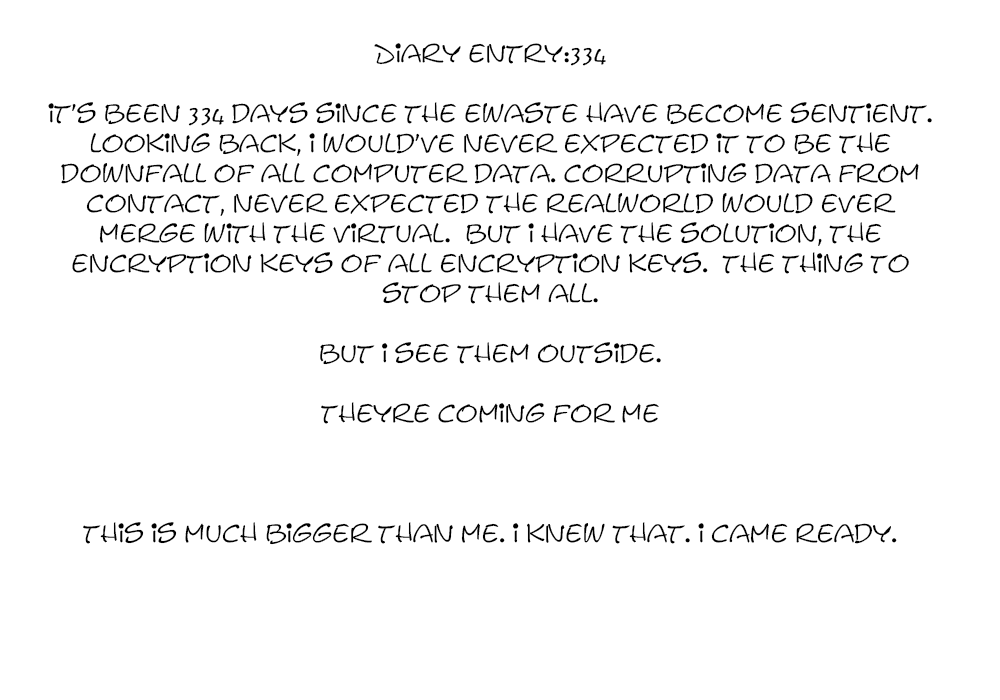 DiARY ENTRY:334
iT'S BEEN 334 DAYS SiNCE THE EWASTE HAVE BECOME SENTiENT.
LOOKiNG BACK, i WOULD'VE NEVER EXPECTED iT TO BE THE
DOWNFALL OF ALL COMPUTER DATA. CORRUPTiNG DATA FROM
CONTACT, NEVER EXPECTED THE REALWORLD WOULD EVER
MERGE WiTH THE ViRTUAL. BUT i HAVE THE SOLUTiON, THE
ENCRYPTiON KEYS OF ALL ENCRYPTiON KEYS. THE THiNG TO
STOP THEM ALL.
BUT i SEE THEM OUTSiDE.
THEYRE COMiNG FOR ME
THiS iS MUCH BiGGER THAN ME. i KNEW THAT. i CAME READY.